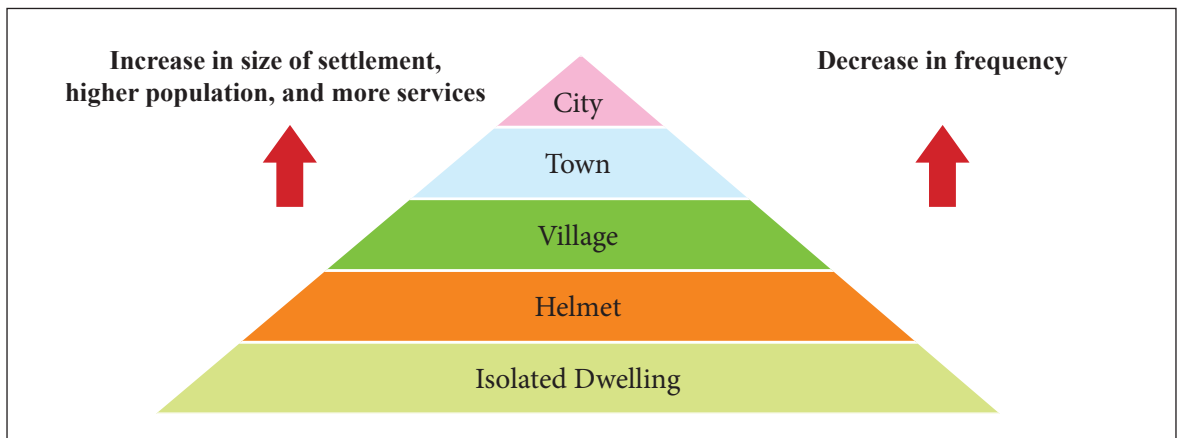 Increase in size of settlement,
higher population, and more services
Decrease in frequency
City
Town
Village
Helmet
Isolated Dwelling